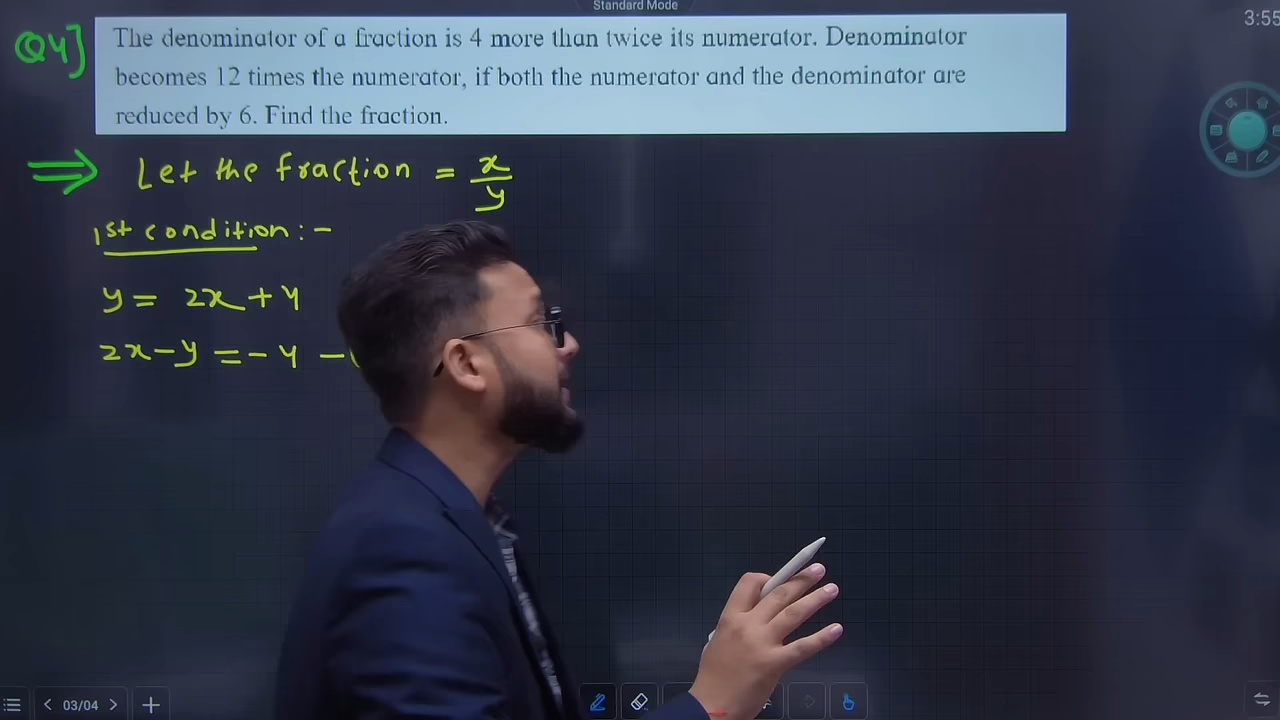 Standard Mode
3:55
Q4]
The denominator of a fraction is 4 more than twice its numerator. Denominator
becomes 12 times the numerator, if both the numerator and the denominator are
reduced by 6. Find the fraction.
⇒ Let the fraction = x/y
1st condition :-
y = 2x + 4
2x - y = - 4 -
03/04